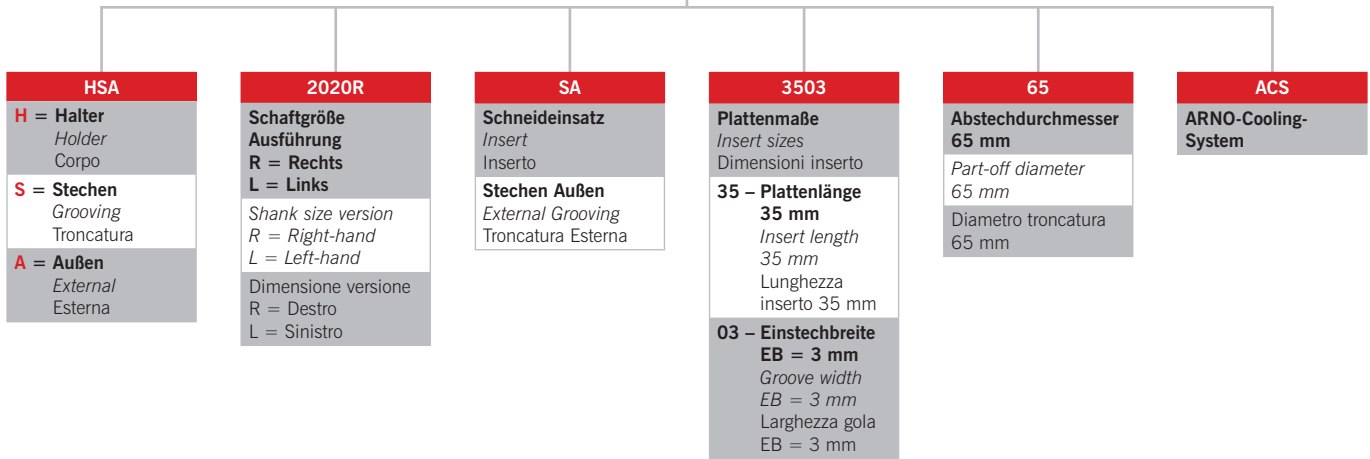 HSA
H = Halter
Holder
Corpo
S = Stechen
Grooving
Troncatura
A = Außen
External
Esterna
2020R
Schaftgröße
Ausführung
R = Rechts
L = Links
Shank size version
R = Right-hand
L = Left-hand
Dimensione versione
R = Destro
L = Sinistro
SA
Schneideinsatz
Insert
Inserto
Stechen Außen
External Grooving
Troncatura Esterna
3503
Plattenmaße
Insert sizes
Dimensioni inserto
35 – Plattenlänge
35 mm
Insert length
35 mm
Lunghezza
inserto 35 mm
03 – Einstechbreite
EB = 3 mm
Groove width
EB = 3 mm
Larghezza gola
EB = 3 mm
65
Abstechdurchmesser
65 mm
Part-off diameter
65 mm
Diametro troncatura
65 mm
ACS
ARNO-Cooling-
System